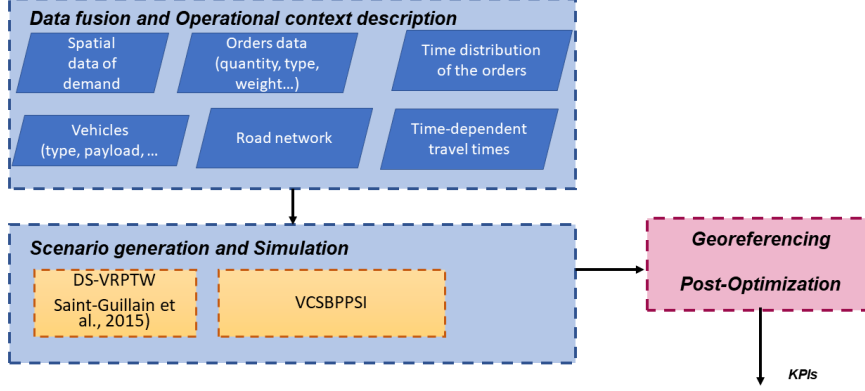 Data fusion and Operational context description
Spatial
data of
demand
Orders data
(quantity, type,
weight...)
Time distribution
of the orders
Vehicles
(type, payload, ...
Road network
Time-dependent
travel times
Scenario generation and Simulation
DS-VRPTW
Saint-Guillain et
al., 2015)
VCSBPPSI
Georeferencing
Post-Optimization
KPIs